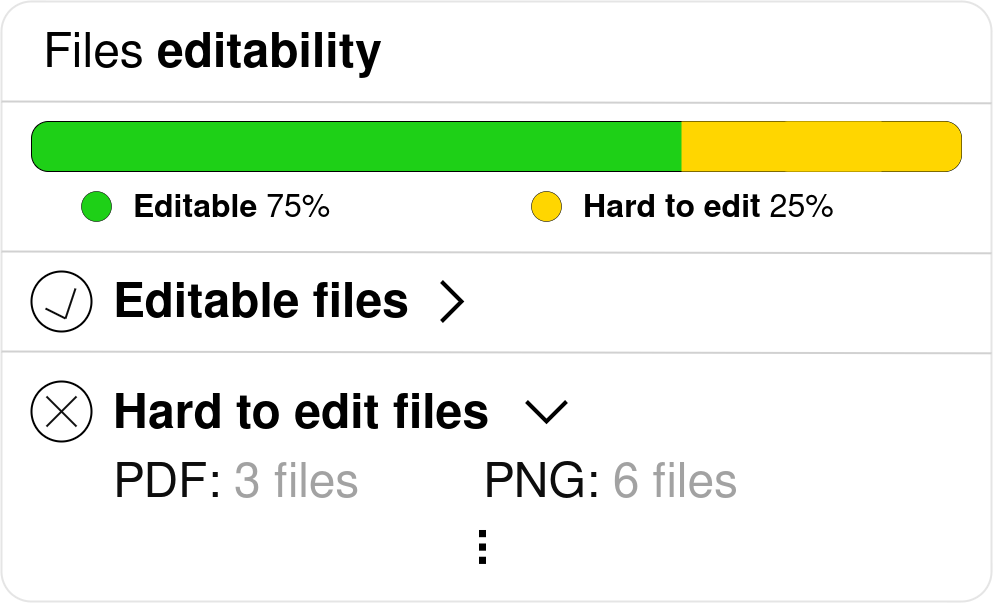 Files editability
Editable 75% Hard to edit 25%
Editable files
Hard to edit files
PDF: 3 files PNG: 6 files